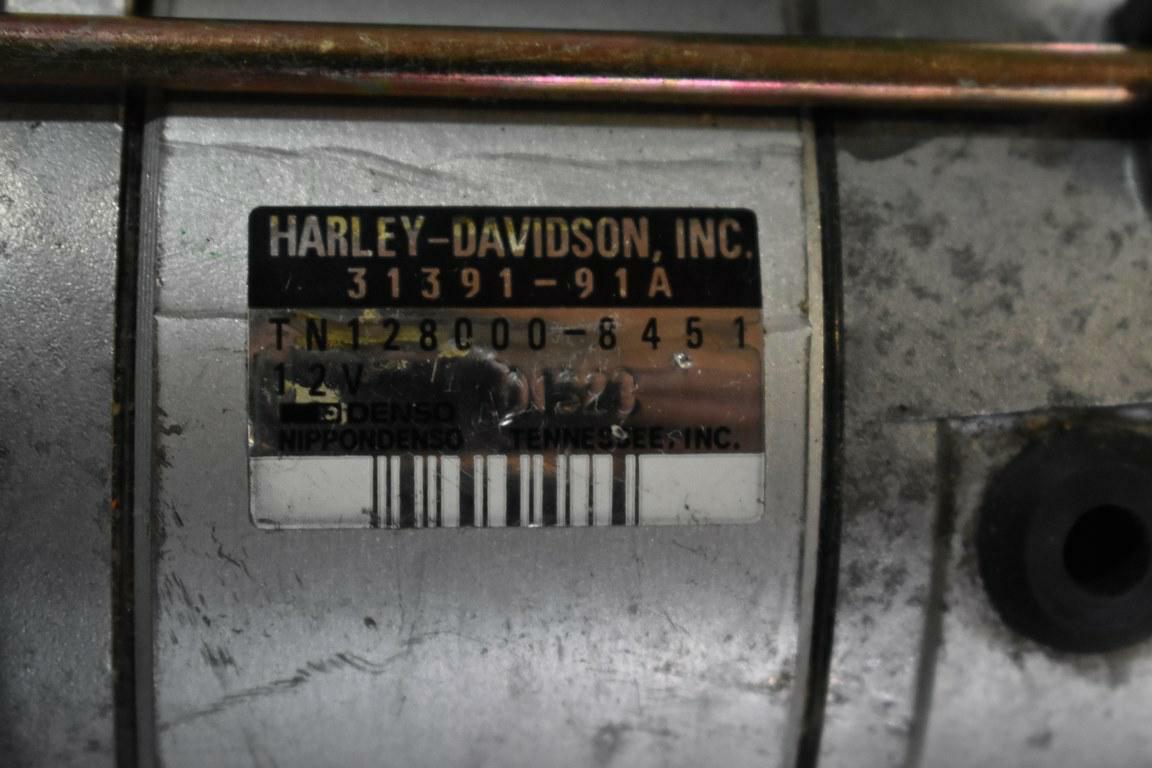 HARLEY-DAVIDSON, INC.
31391-91A
TN128000-8451
12V
DENSO
NIPPONDENSO TENNESSEE, INC.